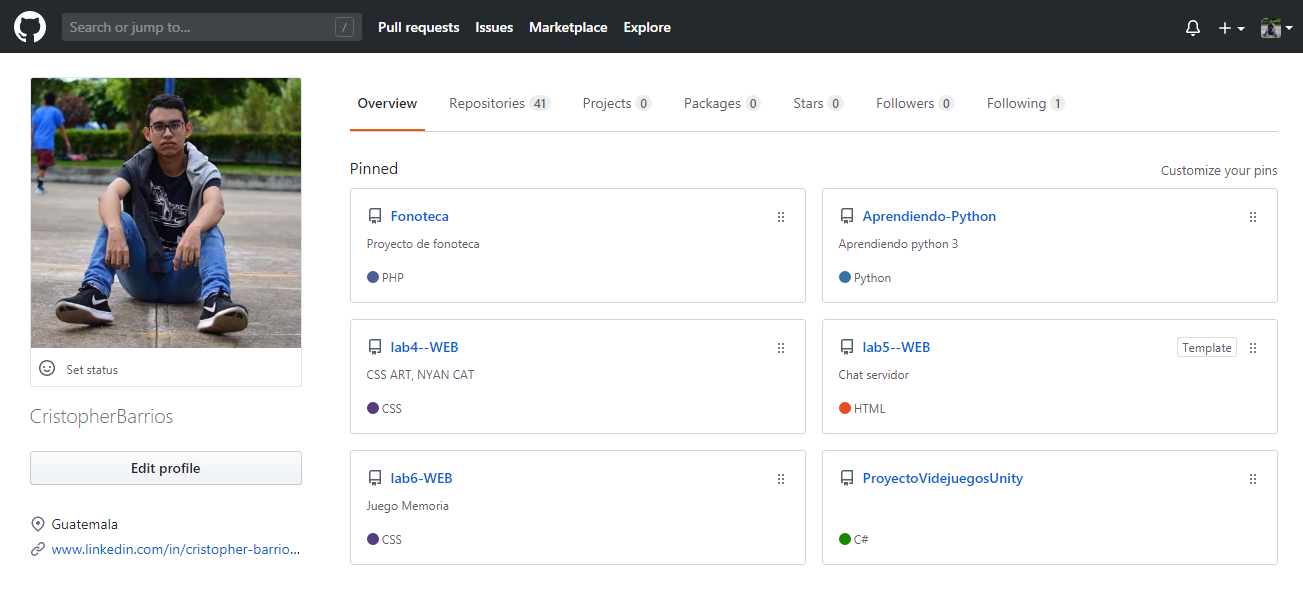 Search or jump to... /
Pull requests Issues Marketplace Explore
Overview Repositories 41 Projects 0 Packages 0 Stars 0 Followers 0 Following 1
Set status
CristopherBarrios
Edit profile
Guatemala
www.linkedin.com/in/cristopher-barrio...
Pinned
Customize your pins
Fonoteca
Proyecto de fonoteca
PHP
Aprendiendo-Python
Aprendiendo python 3
Python
lab4--WEB
CSS ART, NYAN CAT
CSS
lab5--WEB
Template
Chat servidor
HTML
lab6-WEB
Juego Memoria
CSS
ProyectoVidejuegosUnity
C#